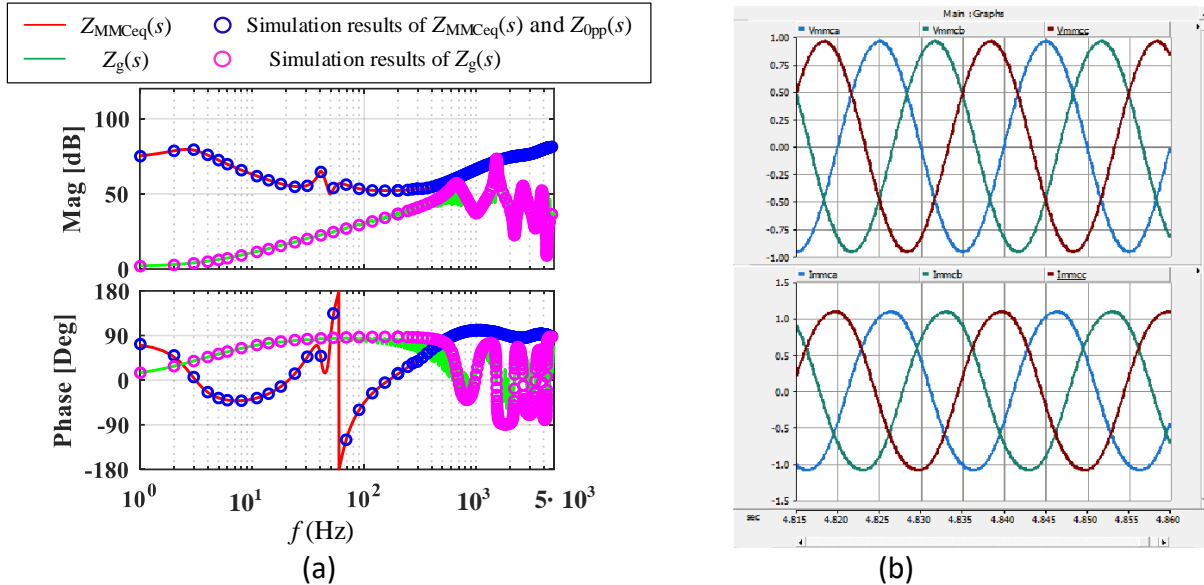 Z_MMCeq(s) Simulation results of Z_MMCeq(s) and Z_0pp(s)
Z_g(s) Simulation results of Z_g(s)
Mag [dB]
100
50
0
Phase [Deg]
180
90
0
-90
-180
10^0 10^1 10^2 10^3 5· 10^3
f (Hz)
(a)
Main : Graphs
Vmmca Vmmcb Vmmcc
1.00
0.75
0.50
0.25
0.00
-0.25
-0.50
-0.75
-1.00
Immca Immcb Immcc
1.5
1.0
0.5
0.0
-0.5
-1.0
-1.5
sec 4.815 4.820 4.825 4.830 4.835 4.840 4.845 4.850 4.855 4.860
(b)